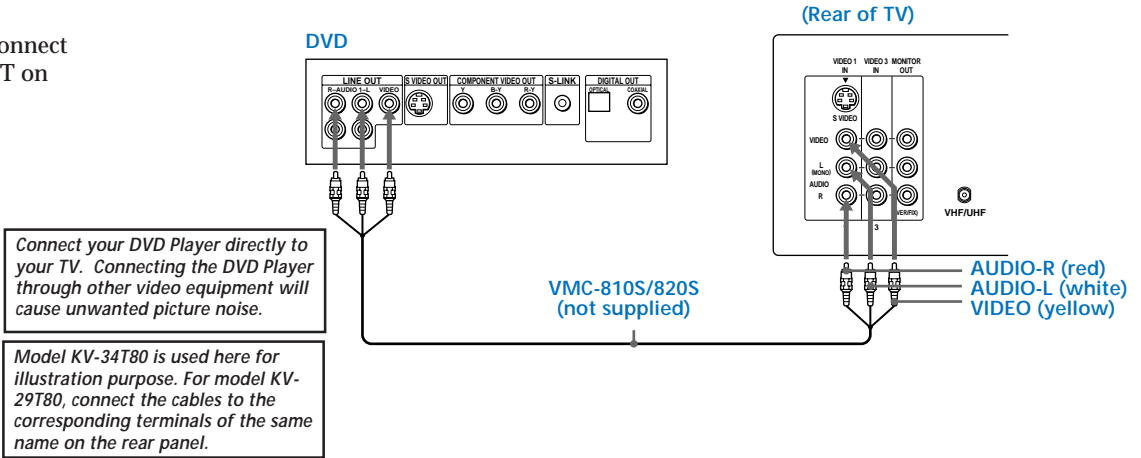 onnect
T on
DVD
LINE OUT
R–AUDIO 1–L VIDEO
S VIDEO OUT
COMPONENT VIDEO OUT
Y B-Y R-Y
S-LINK
DIGITAL OUT
OPTICAL COAXIAL
(Rear of TV)
VIDEO 1 IN
VIDEO 3 IN
MONITOR OUT
S VIDEO
VIDEO
L
(MONO)
AUDIO
R
3
VHF/UHF
Connect your DVD Player directly to
your TV. Connecting the DVD Player
through other video equipment will
cause unwanted picture noise.
VMC-810S/820S
(not supplied)
AUDIO-R (red)
AUDIO-L (white)
VIDEO (yellow)
Model KV-34T80 is used here for
illustration purpose. For model KV-
29T80, connect the cables to the
corresponding terminals of the same
name on the rear panel.